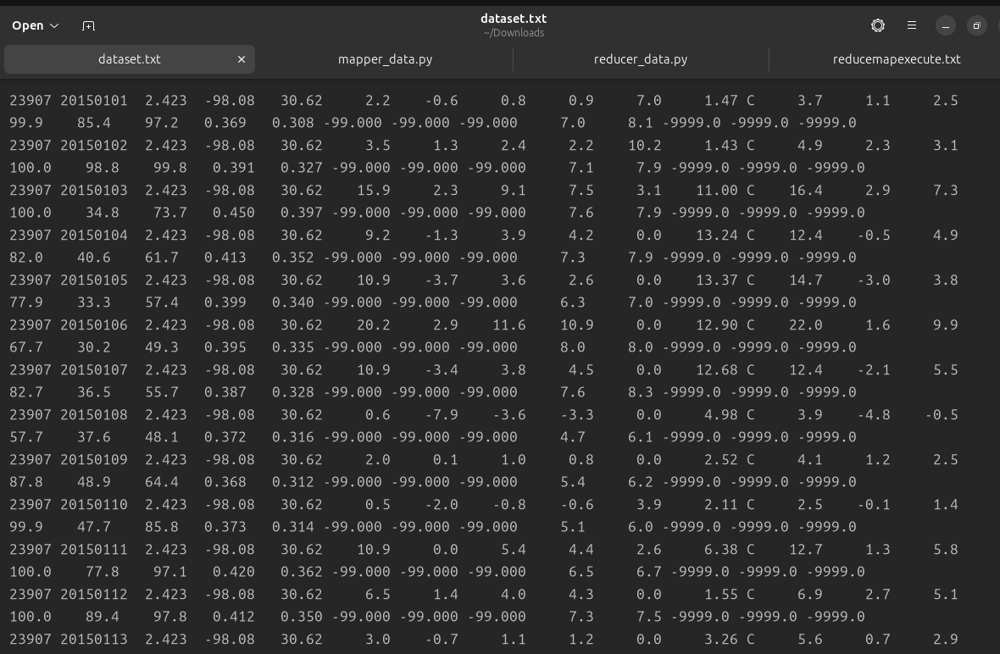 Open
dataset.txt
~/Downloads
dataset.txt mapper_data.py reducer_data.py reducemapexecute.txt
23907 20150101 2.423 -98.08 30.62 2.2 -0.6 0.8 0.9 7.0 1.47 C 3.7 1.1 2.5
99.9 85.4 97.2 0.369 0.308 -99.000 -99.000 -99.000 7.0 8.1 -9999.0 -9999.0 -9999.0
23907 20150102 2.423 -98.08 30.62 3.5 1.3 2.4 2.2 10.2 1.43 C 4.9 2.3 3.1
100.0 98.8 99.8 0.391 0.327 -99.000 -99.000 -99.000 7.1 7.9 -9999.0 -9999.0 -9999.0
23907 20150103 2.423 -98.08 30.62 15.9 2.3 9.1 7.5 3.1 11.00 C 16.4 2.9 7.3
100.0 34.8 73.7 0.450 0.397 -99.000 -99.000 -99.000 7.6 7.9 -9999.0 -9999.0 -9999.0
23907 20150104 2.423 -98.08 30.62 9.2 -1.3 3.9 4.2 0.0 13.24 C 12.4 -0.5 4.9
82.0 40.6 61.7 0.413 0.352 -99.000 -99.000 -99.000 7.3 7.9 -9999.0 -9999.0 -9999.0
23907 20150105 2.423 -98.08 30.62 10.9 -3.7 3.6 2.6 0.0 13.37 C 14.7 -3.0 3.8
77.9 33.3 57.4 0.399 0.340 -99.000 -99.000 -99.000 6.3 7.0 -9999.0 -9999.0 -9999.0
23907 20150106 2.423 -98.08 30.62 20.2 2.9 11.6 10.9 0.0 12.90 C 22.0 1.6 9.9
67.7 30.2 49.3 0.395 0.335 -99.000 -99.000 -99.000 8.0 8.0 -9999.0 -9999.0 -9999.0
23907 20150107 2.423 -98.08 30.62 10.9 -3.4 3.8 4.5 0.0 12.68 C 12.4 -2.1 5.5
82.7 36.5 55.7 0.387 0.328 -99.000 -99.000 -99.000 7.6 8.3 -9999.0 -9999.0 -9999.0
23907 20150108 2.423 -98.08 30.62 0.6 -7.9 -3.6 -3.3 0.0 4.98 C 3.9 -4.8 -0.5
57.7 37.6 48.1 0.372 0.316 -99.000 -99.000 -99.000 4.7 6.1 -9999.0 -9999.0 -9999.0
23907 20150109 2.423 -98.08 30.62 2.0 0.1 1.0 0.8 0.0 2.52 C 4.1 1.2 2.5
87.8 48.9 64.4 0.368 0.312 -99.000 -99.000 -99.000 5.4 6.2 -9999.0 -9999.0 -9999.0
23907 20150110 2.423 -98.08 30.62 0.5 -2.0 -0.8 -0.6 3.9 2.11 C 2.5 -0.1 1.4
99.9 47.7 85.8 0.373 0.314 -99.000 -99.000 -99.000 5.1 6.0 -9999.0 -9999.0 -9999.0
23907 20150111 2.423 -98.08 30.62 10.9 0.0 5.4 4.4 2.6 6.38 C 12.7 1.3 5.8
100.0 77.8 97.1 0.420 0.362 -99.000 -99.000 -99.000 6.5 6.7 -9999.0 -9999.0 -9999.0
23907 20150112 2.423 -98.08 30.62 6.5 1.4 4.0 4.3 0.0 1.55 C 6.9 2.7 5.1
100.0 89.4 97.8 0.412 0.350 -99.000 -99.000 -99.000 7.3 7.5 -9999.0 -9999.0 -9999.0
23907 20150113 2.423 -98.08 30.62 3.0 -0.7 1.1 1.2 0.0 3.26 C 5.6 0.7 2.9